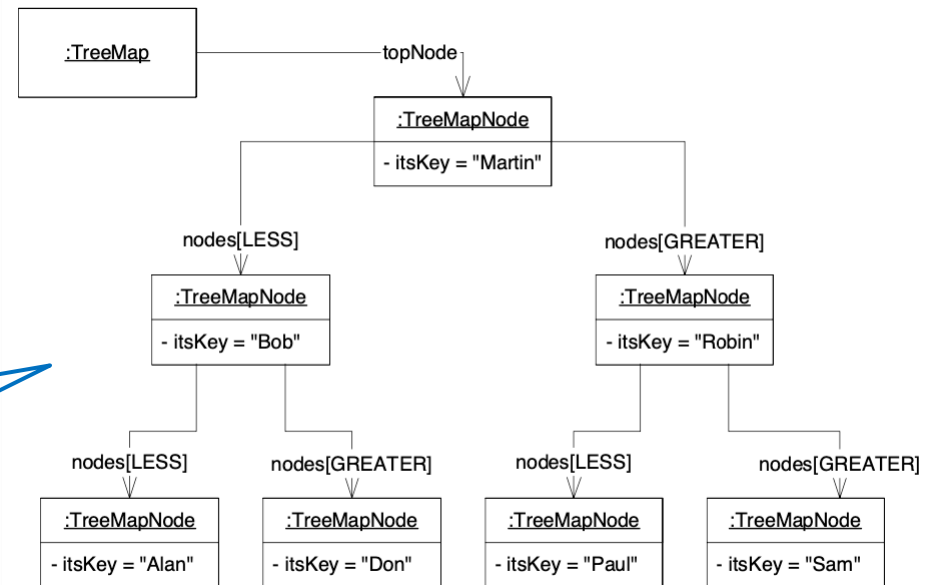 :TreeMap
topNode
:TreeMapNode
- itsKey = "Martin"
nodes[LESS]
nodes[GREATER]
:TreeMapNode
- itsKey = "Bob"
:TreeMapNode
- itsKey = "Robin"
nodes[LESS]
nodes[GREATER]
nodes[LESS]
nodes[GREATER]
:TreeMapNode
- itsKey = "Alan"
:TreeMapNode
- itsKey = "Don"
:TreeMapNode
- itsKey = "Paul"
:TreeMapNode
- itsKey = "Sam"